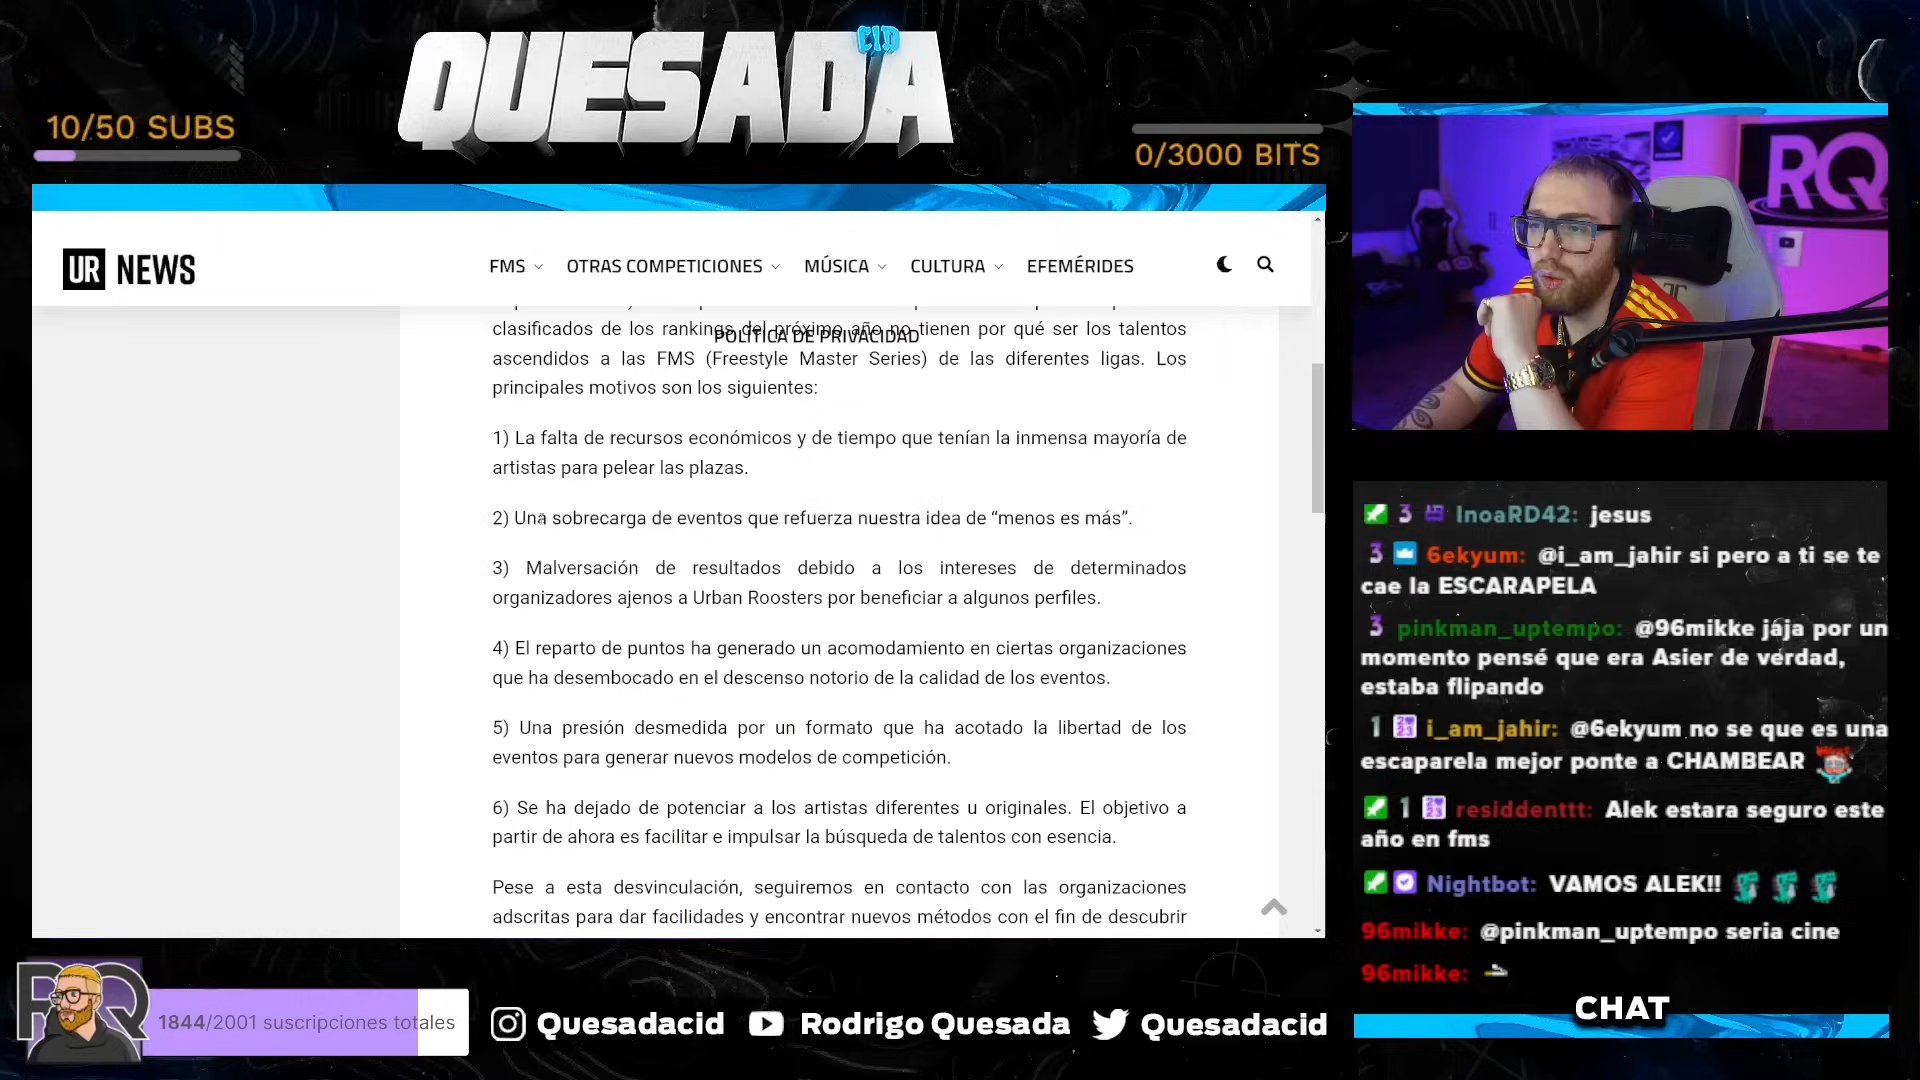 QUESADA
CID
10/50 SUBS
0/3000 BITS
UR NEWS
FMS
OTRAS COMPETICIONES
MÚSICA
CULTURA
EFEMÉRIDES
POLÍTICA DE PRIVACIDAD
clasificados de los rankings del próximo año no tienen por qué ser los talentos
ascendidos a las FMS (Freestyle Master Series) de las diferentes ligas. Los
principales motivos son los siguientes:
1) La falta de recursos económicos y de tiempo que tenían la inmensa mayoría de
artistas para pelear las plazas.
2) Una sobrecarga de eventos que refuerza nuestra idea de “menos es más”.
3) Malversación de resultados debido a los intereses de determinados
organizadores ajenos a Urban Roosters por beneficiar a algunos perfiles.
4) El reparto de puntos ha generado un acomodamiento en ciertas organizaciones
que ha desembocado en el descenso notorio de la calidad de los eventos.
5) Una presión desmedida por un formato que ha acotado la libertad de los
eventos para generar nuevos modelos de competición.
6) Se ha dejado de potenciar a los artistas diferentes u originales. El objetivo a
partir de ahora es facilitar e impulsar la búsqueda de talentos con esencia.
Pese a esta desvinculación, seguiremos en contacto con las organizaciones
adscritas para dar facilidades y encontrar nuevos métodos con el fin de descubrir
RQ
3 InoaRD42: jesus
3 6ekyum: @i_am_jahir si pero a ti se te
cae la ESCARAPELA
3 pinkman_uptempo: @96mikke jaja por un
momento pensé que era Asier de verdad,
estaba flipando
1 i_am_jahir: @6ekyum no se que es una
escaparela mejor ponte a CHAMBEAR
1 residdenttt: Alek estara seguro este
año en fms
Nightbot: VAMOS ALEK!!
96mikke: @pinkman_uptempo seria cine
96mikke:
CHAT
RQ
1844/2001 suscripciones totales
Quesadacid
Rodrigo Quesada
Quesadacid